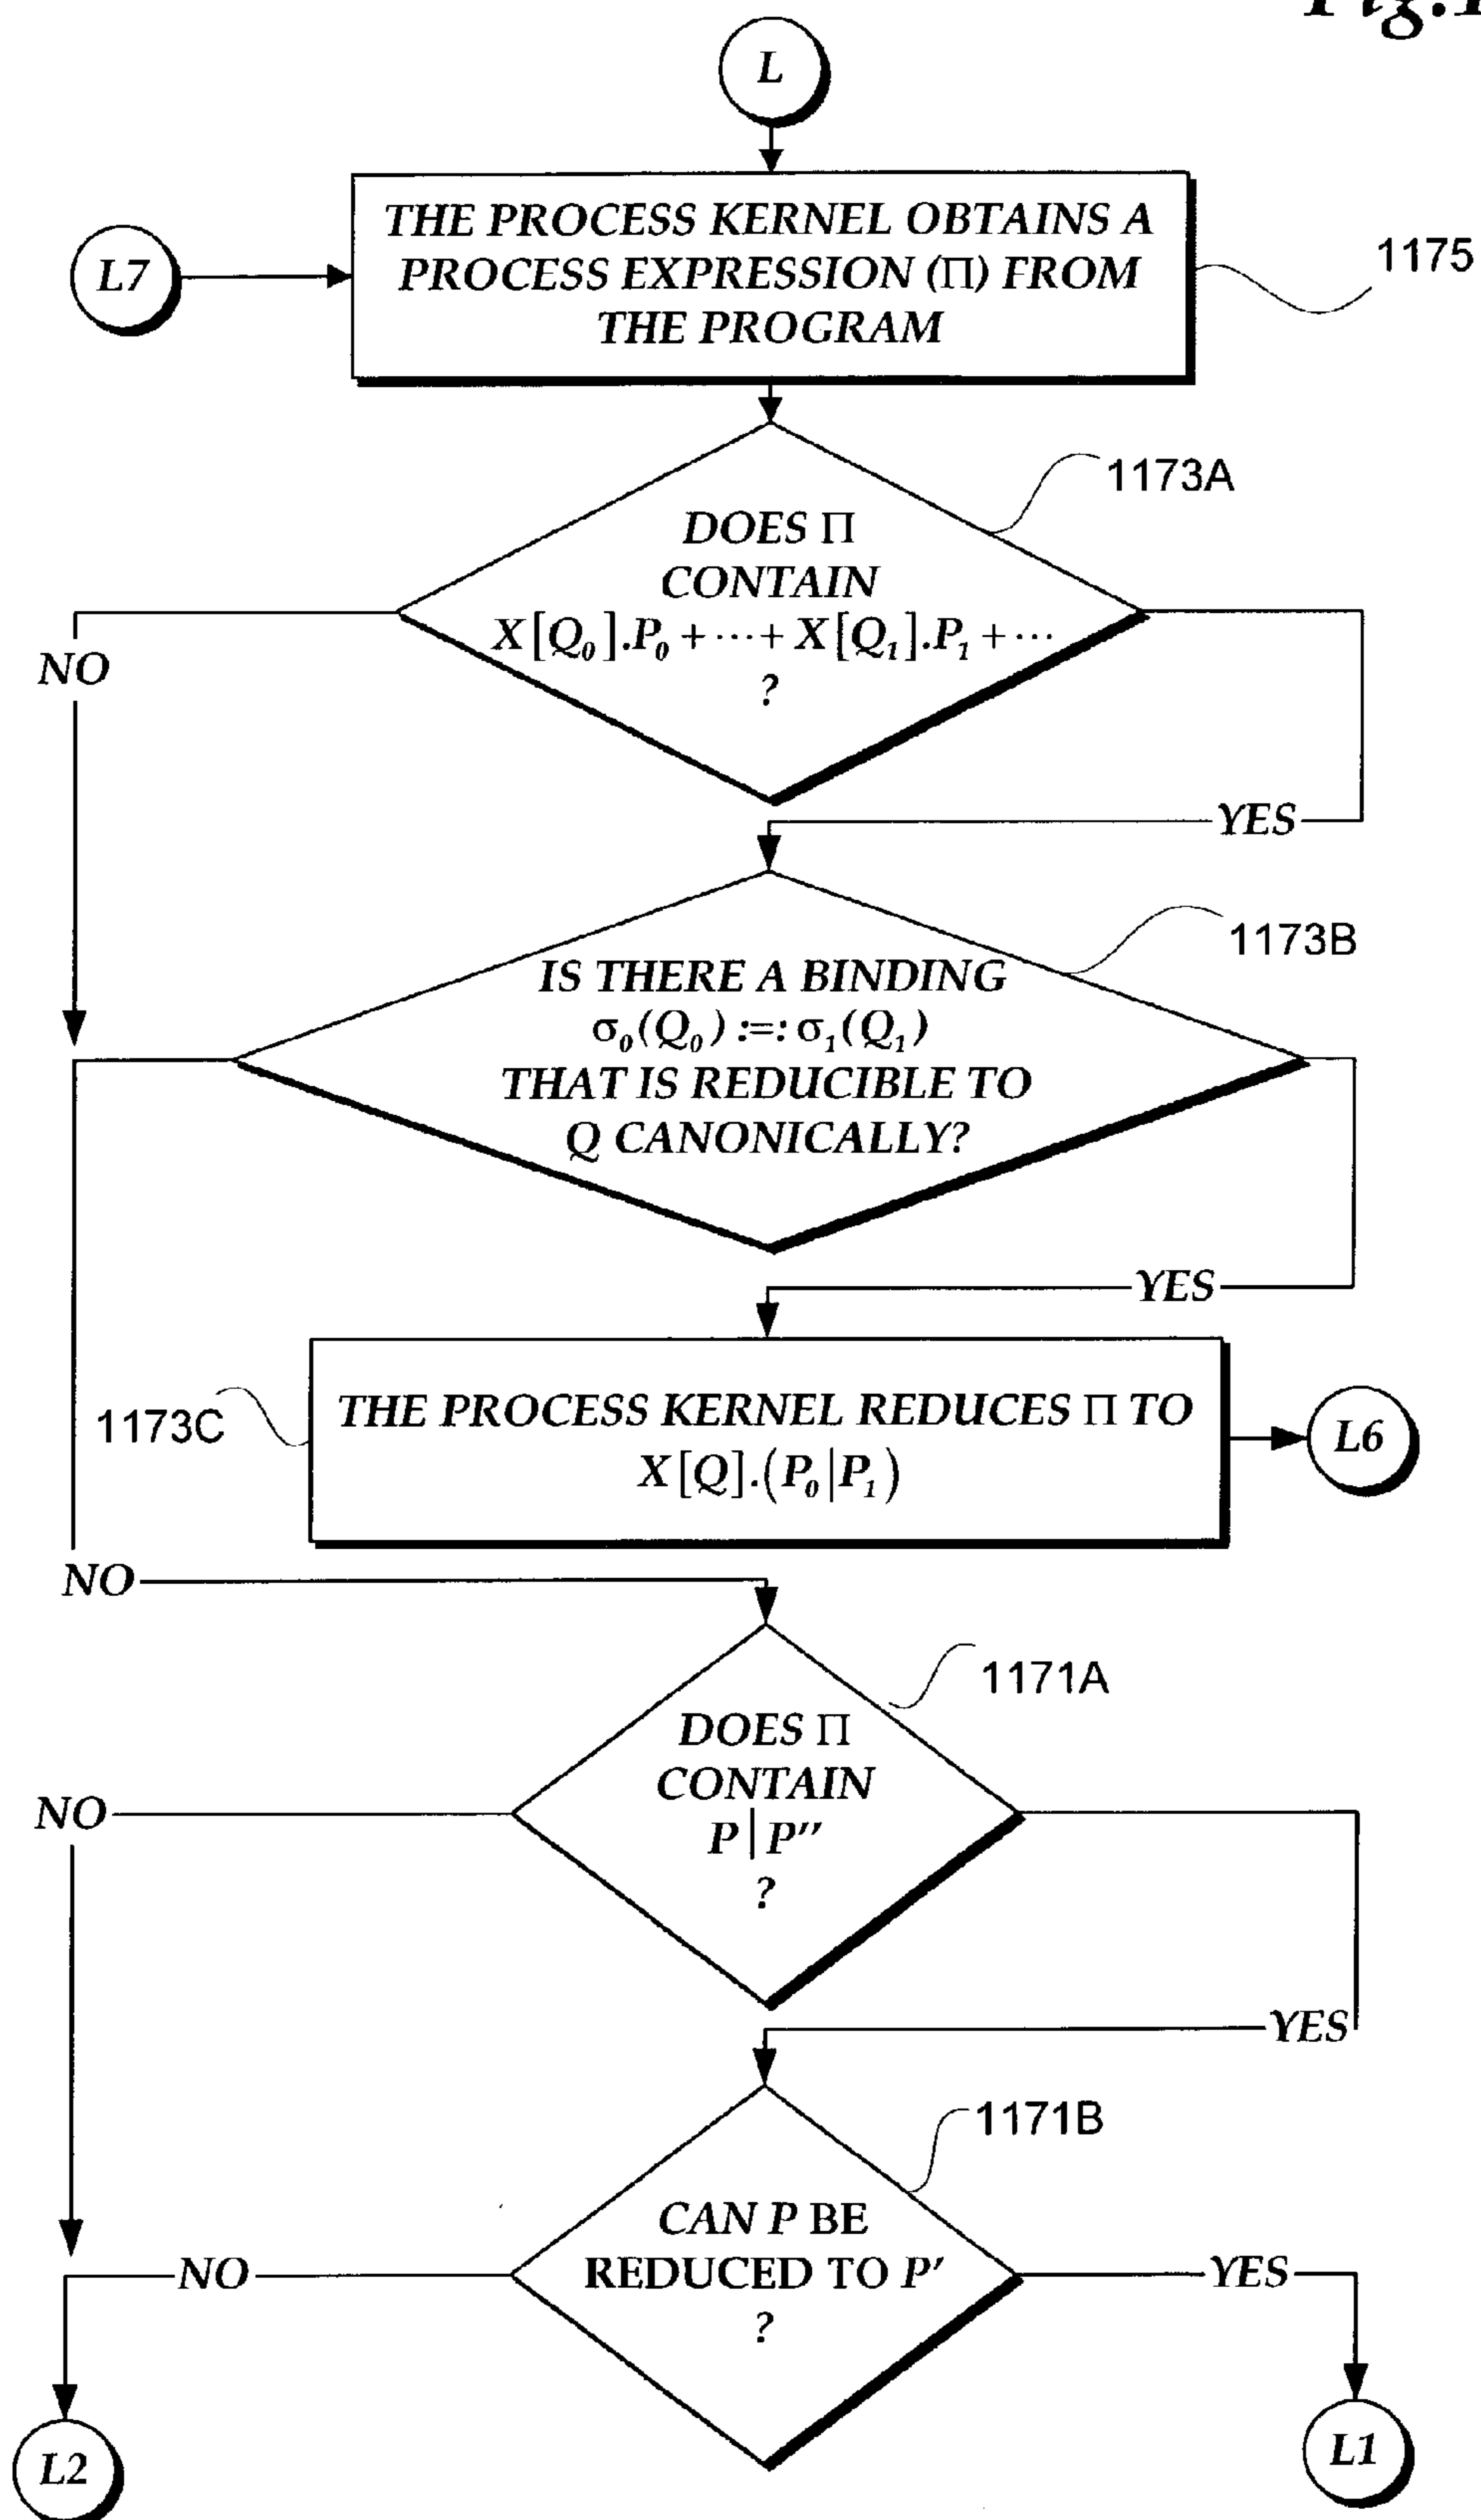 L
THE PROCESS KERNEL OBTAINS A
PROCESS EXPRESSION (Π) FROM
THE PROGRAM
L7
1175
1173A
DOES Π
CONTAIN
X[Q₀].P₀ + ··· + X[Q₁].P₁ + ···
?
NO
YES
1173B
IS THERE A BINDING
σ₀(Q₀) :=: σ₁(Q₁)
THAT IS REDUCIBLE TO
Q CANONICALLY?
YES
1173C
THE PROCESS KERNEL REDUCES Π TO
X[Q].(P₀|P₁)
L6
NO
1171A
DOES Π
CONTAIN
P|P″
?
NO
YES
1171B
CAN P BE
REDUCED TO P′
?
NO
YES
L2
L1